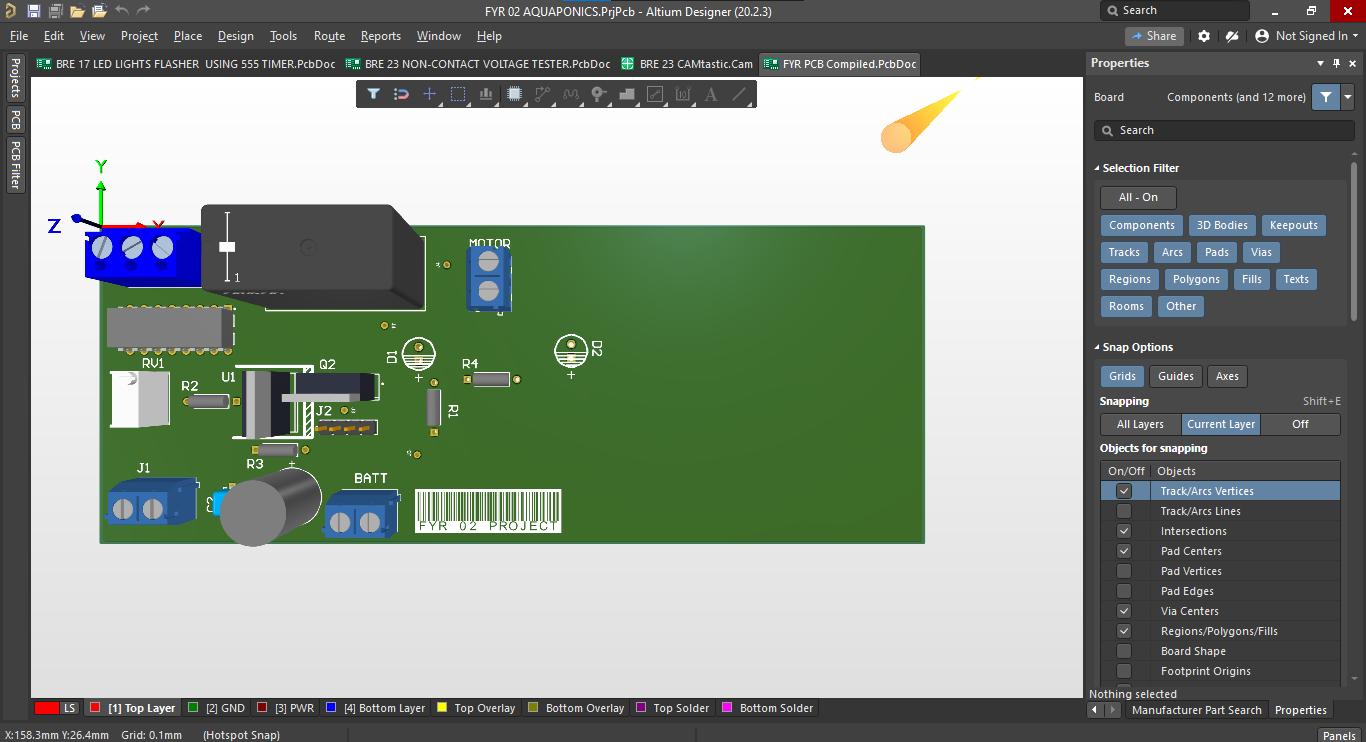 FYR 02 AQUAPONICS.PrjPcb - Altium Designer (20.2.3)
Search
File Edit View Project Place Design Tools Route Reports Window Help
Share
Not Signed In
BRE 17 LED LIGHTS FLASHER USING 555 TIMER.PcbDoc
BRE 23 NON-CONTACT VOLTAGE TESTER.PcbDoc
BRE 23 CAMtastic.Cam
FYR PCB Compiled.PcbDoc
Projects
PCB
PCB Filter
Y
Z
X
1
MOTOR
RV1
R2
U1
Q2
J2
D1
R4
D2
R1
R3
J1
C2
BATT
FYR 02 PROJECT
Properties
Board Components (and 12 more)
Search
Selection Filter
All - On
Components 3D Bodies Keepouts
Tracks Arcs Pads Vias
Regions Polygons Fills Texts
Rooms Other
Snap Options
Grids Guides Axes
Snapping Shift+E
All Layers Current Layer Off
Objects for snapping
On/Off Objects
Track/Arcs Vertices
Track/Arcs Lines
Intersections
Pad Centers
Pad Vertices
Pad Edges
Via Centers
Regions/Polygons/Fills
Board Shape
Footprint Origins
Nothing selected
Manufacturer Part Search Properties
LS [1] Top Layer [2] GND [3] PWR [4] Bottom Layer Top Overlay Bottom Overlay Top Solder Bottom Solder
X:158.3mm Y:26.4mm Grid: 0.1mm (Hotspot Snap)
Panels